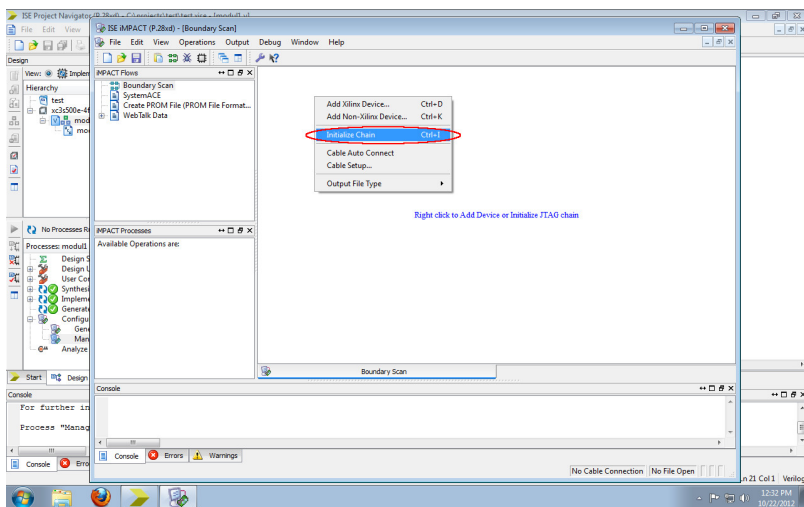 ISE Project Navigator (P.28xd) - C:\projects\test\test.xise - [modul1.v]
File Edit View
Design
View: Implem
Hierarchy
test
xc3s500e-4f
mod
mo
No Processes R
Processes: modul1
Design S
Design U
User Co
Synthesi
Impleme
Generate
Configu
Gene
Man
Analyze
Start Design
Console
For further in
Process "Manag
Console Erro
ISE iMPACT (P.28xd) - [Boundary Scan]
File Edit View Operations Output Debug Window Help
iMPACT Flows
Boundary Scan
SystemACE
Create PROM File (PROM File Format...
WebTalk Data
iMPACT Processes
Available Operations are:
Add Xilinx Device... Ctrl+D
Add Non-Xilinx Device... Ctrl+K
Initialize Chain Ctrl+I
Cable Auto Connect
Cable Setup...
Output File Type
Right click to Add Device or Initialize JTAG chain
Boundary Scan
Console
Console Errors Warnings
No Cable Connection No File Open
Ln 21 Col 1 Verilog
12:32 PM
10/22/2012